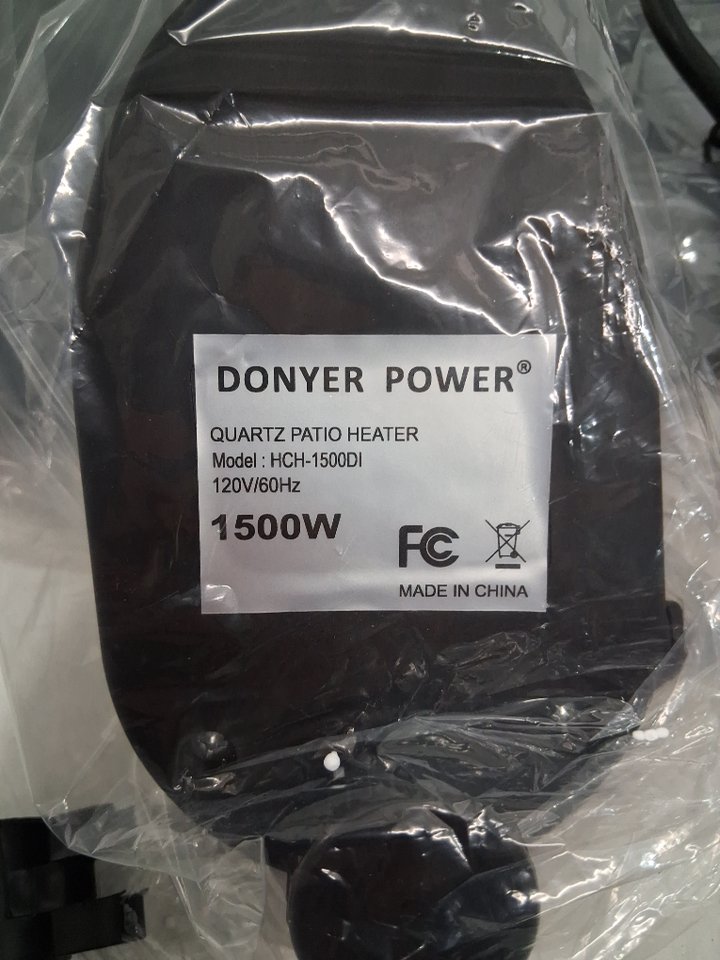 DONYER POWER®
QUARTZ PATIO HEATER
Model : HCH-1500DI
120V/60Hz
1500W
FC
MADE IN CHINA